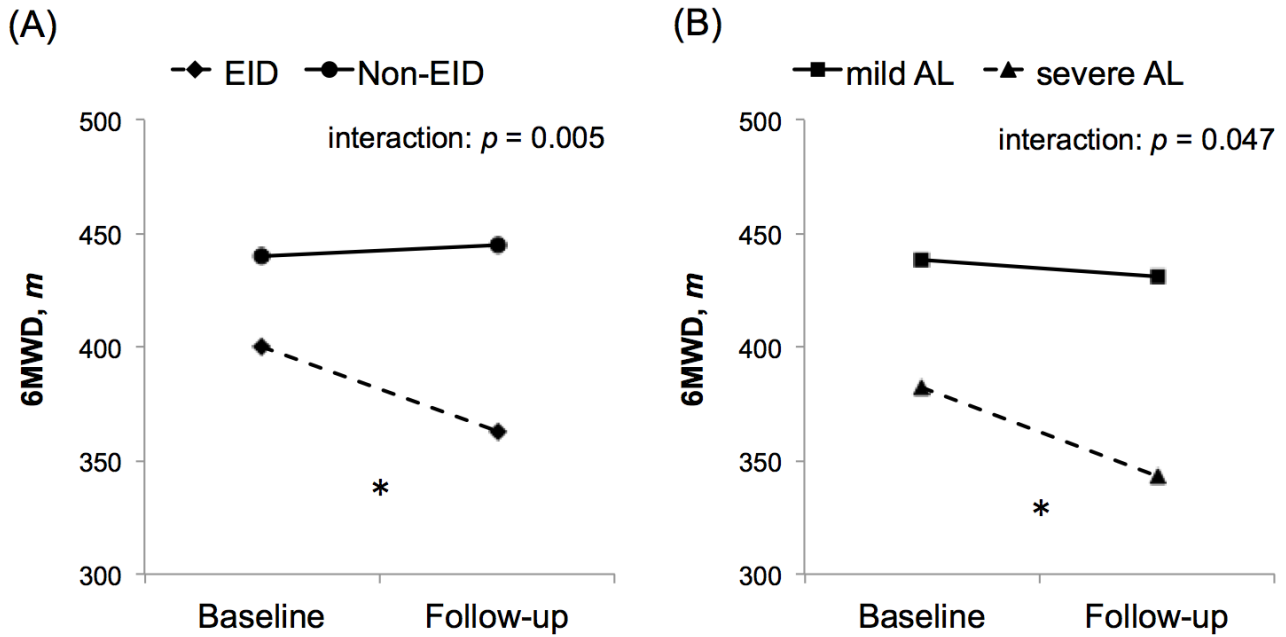 (A)
EID Non-EID
interaction: p = 0.005
500
450
400
350
300
6MWD, m
*
Baseline Follow-up
(B)
mild AL severe AL
interaction: p = 0.047
500
450
400
350
300
6MWD, m
*
Baseline Follow-up